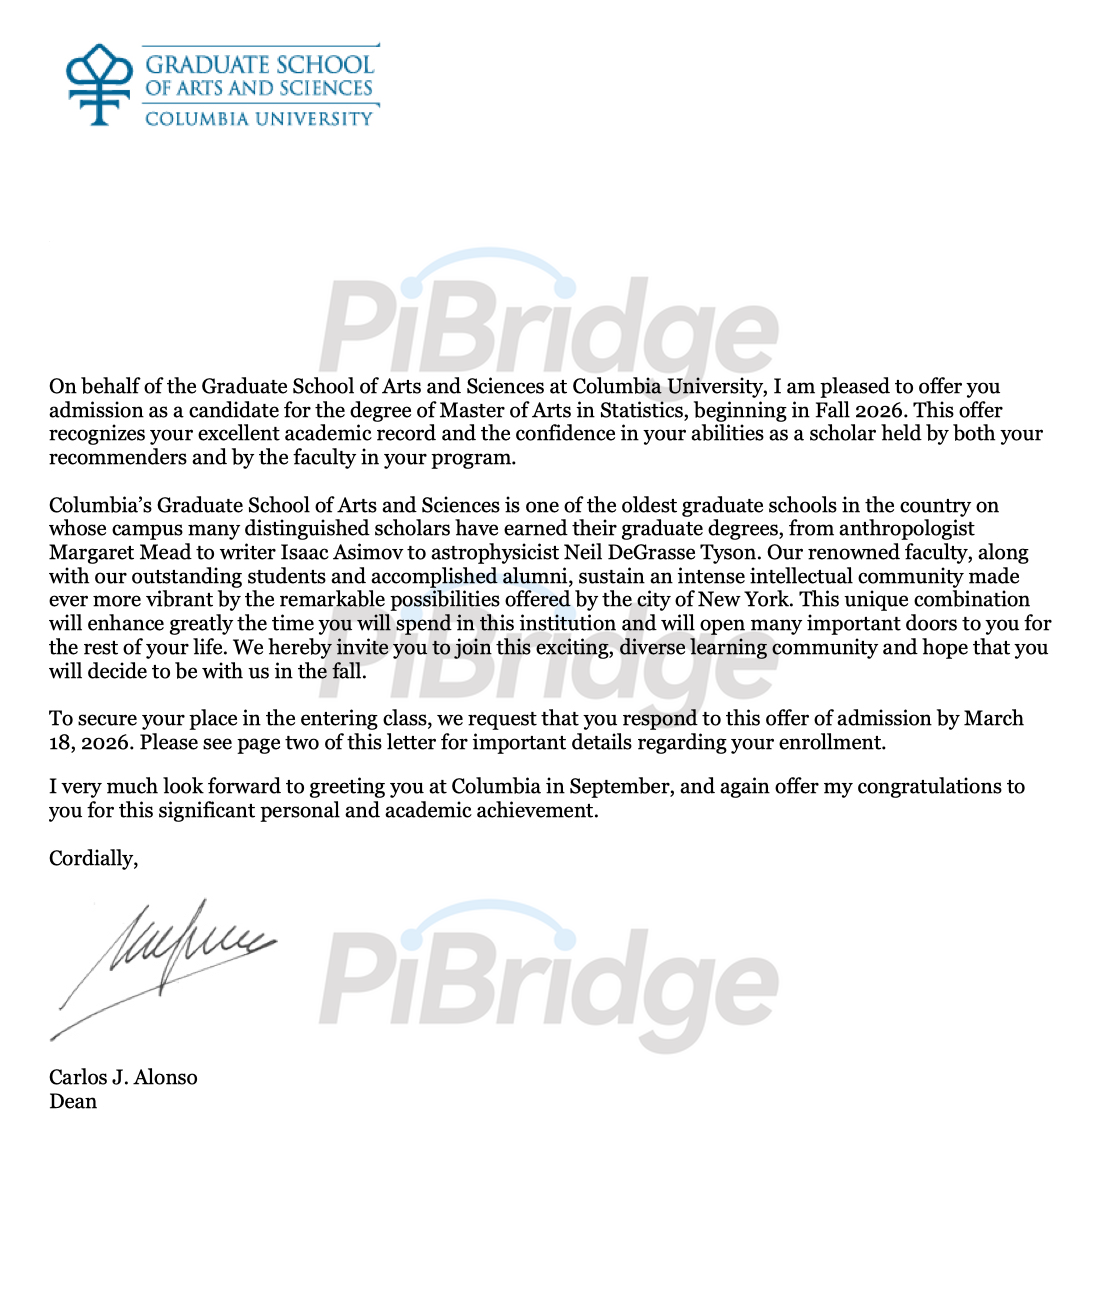 GRADUATE SCHOOL
OF ARTS AND SCIENCES
COLUMBIA UNIVERSITY
PiBridge
On behalf of the Graduate School of Arts and Sciences at Columbia University, I am pleased to offer you
admission as a candidate for the degree of Master of Arts in Statistics, beginning in Fall 2026. This offer
recognizes your excellent academic record and the confidence in your abilities as a scholar held by both your
recommenders and by the faculty in your program.
Columbia’s Graduate School of Arts and Sciences is one of the oldest graduate schools in the country on
whose campus many distinguished scholars have earned their graduate degrees, from anthropologist
Margaret Mead to writer Isaac Asimov to astrophysicist Neil DeGrasse Tyson. Our renowned faculty, along
with our outstanding students and accomplished alumni, sustain an intense intellectual community made
ever more vibrant by the remarkable possibilities offered by the city of New York. This unique combination
will enhance greatly the time you will spend in this institution and will open many important doors to you for
the rest of your life. We hereby invite you to join this exciting, diverse learning community and hope that you
will decide to be with us in the fall.
PiBridge
To secure your place in the entering class, we request that you respond to this offer of admission by March
18, 2026. Please see page two of this letter for important details regarding your enrollment.
I very much look forward to greeting you at Columbia in September, and again offer my congratulations to
you for this significant personal and academic achievement.
Cordially,
PiBridge
Carlos J. Alonso
Dean